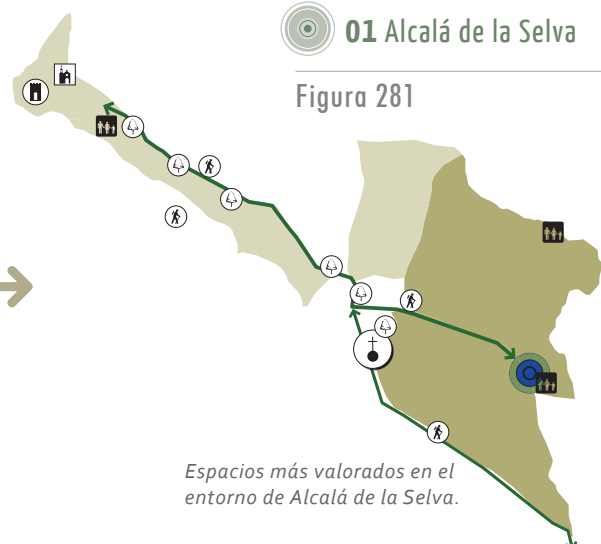 01 Alcalá de la Selva
Figura 281
Espacios más valorados en el
entorno de Alcalá de la Selva.